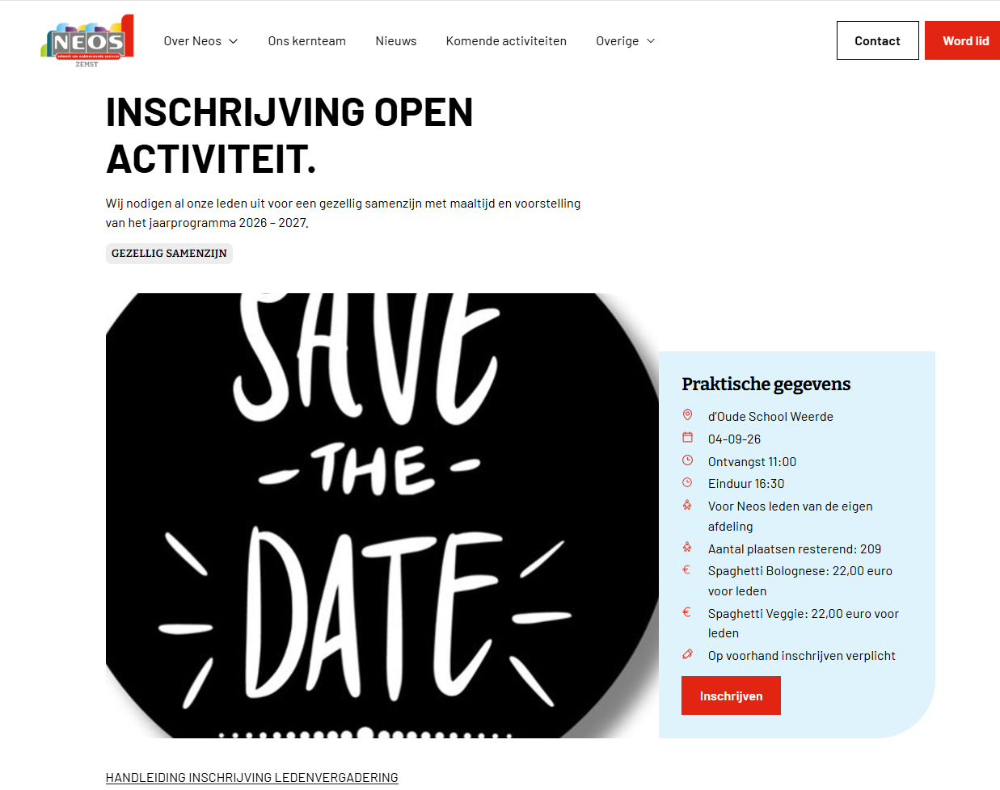 NEOS
netwerk van ondernemende senioren
ZEMST
Over Neos
Ons kernteam
Nieuws
Komende activiteiten
Overige
Contact
Word lid
INSCHRIJVING OPEN
ACTIVITEIT.
Wij nodigen al onze leden uit voor een gezellig samenzijn met maaltijd en voorstelling
van het jaarprogramma 2026 – 2027.
GEZELLIG SAMENZIJN
SAVE
-THE-
DATE
Praktische gegevens
d'Oude School Weerde
04-09-26
Ontvangst 11:00
Einduur 16:30
Voor Neos leden van de eigen
afdeling
Aantal plaatsen resterend: 209
Spaghetti Bolognese: 22,00 euro
voor leden
Spaghetti Veggie: 22,00 euro voor
leden
Op voorhand inschrijven verplicht
Inschrijven
HANDLEIDING INSCHRIJVING LEDENVERGADERING